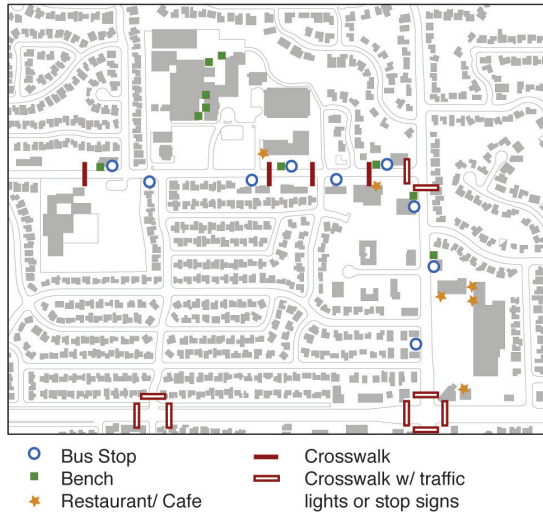 Bus Stop
Bench
Restaurant/ Cafe
Crosswalk
Crosswalk w/ traffic
lights or stop signs